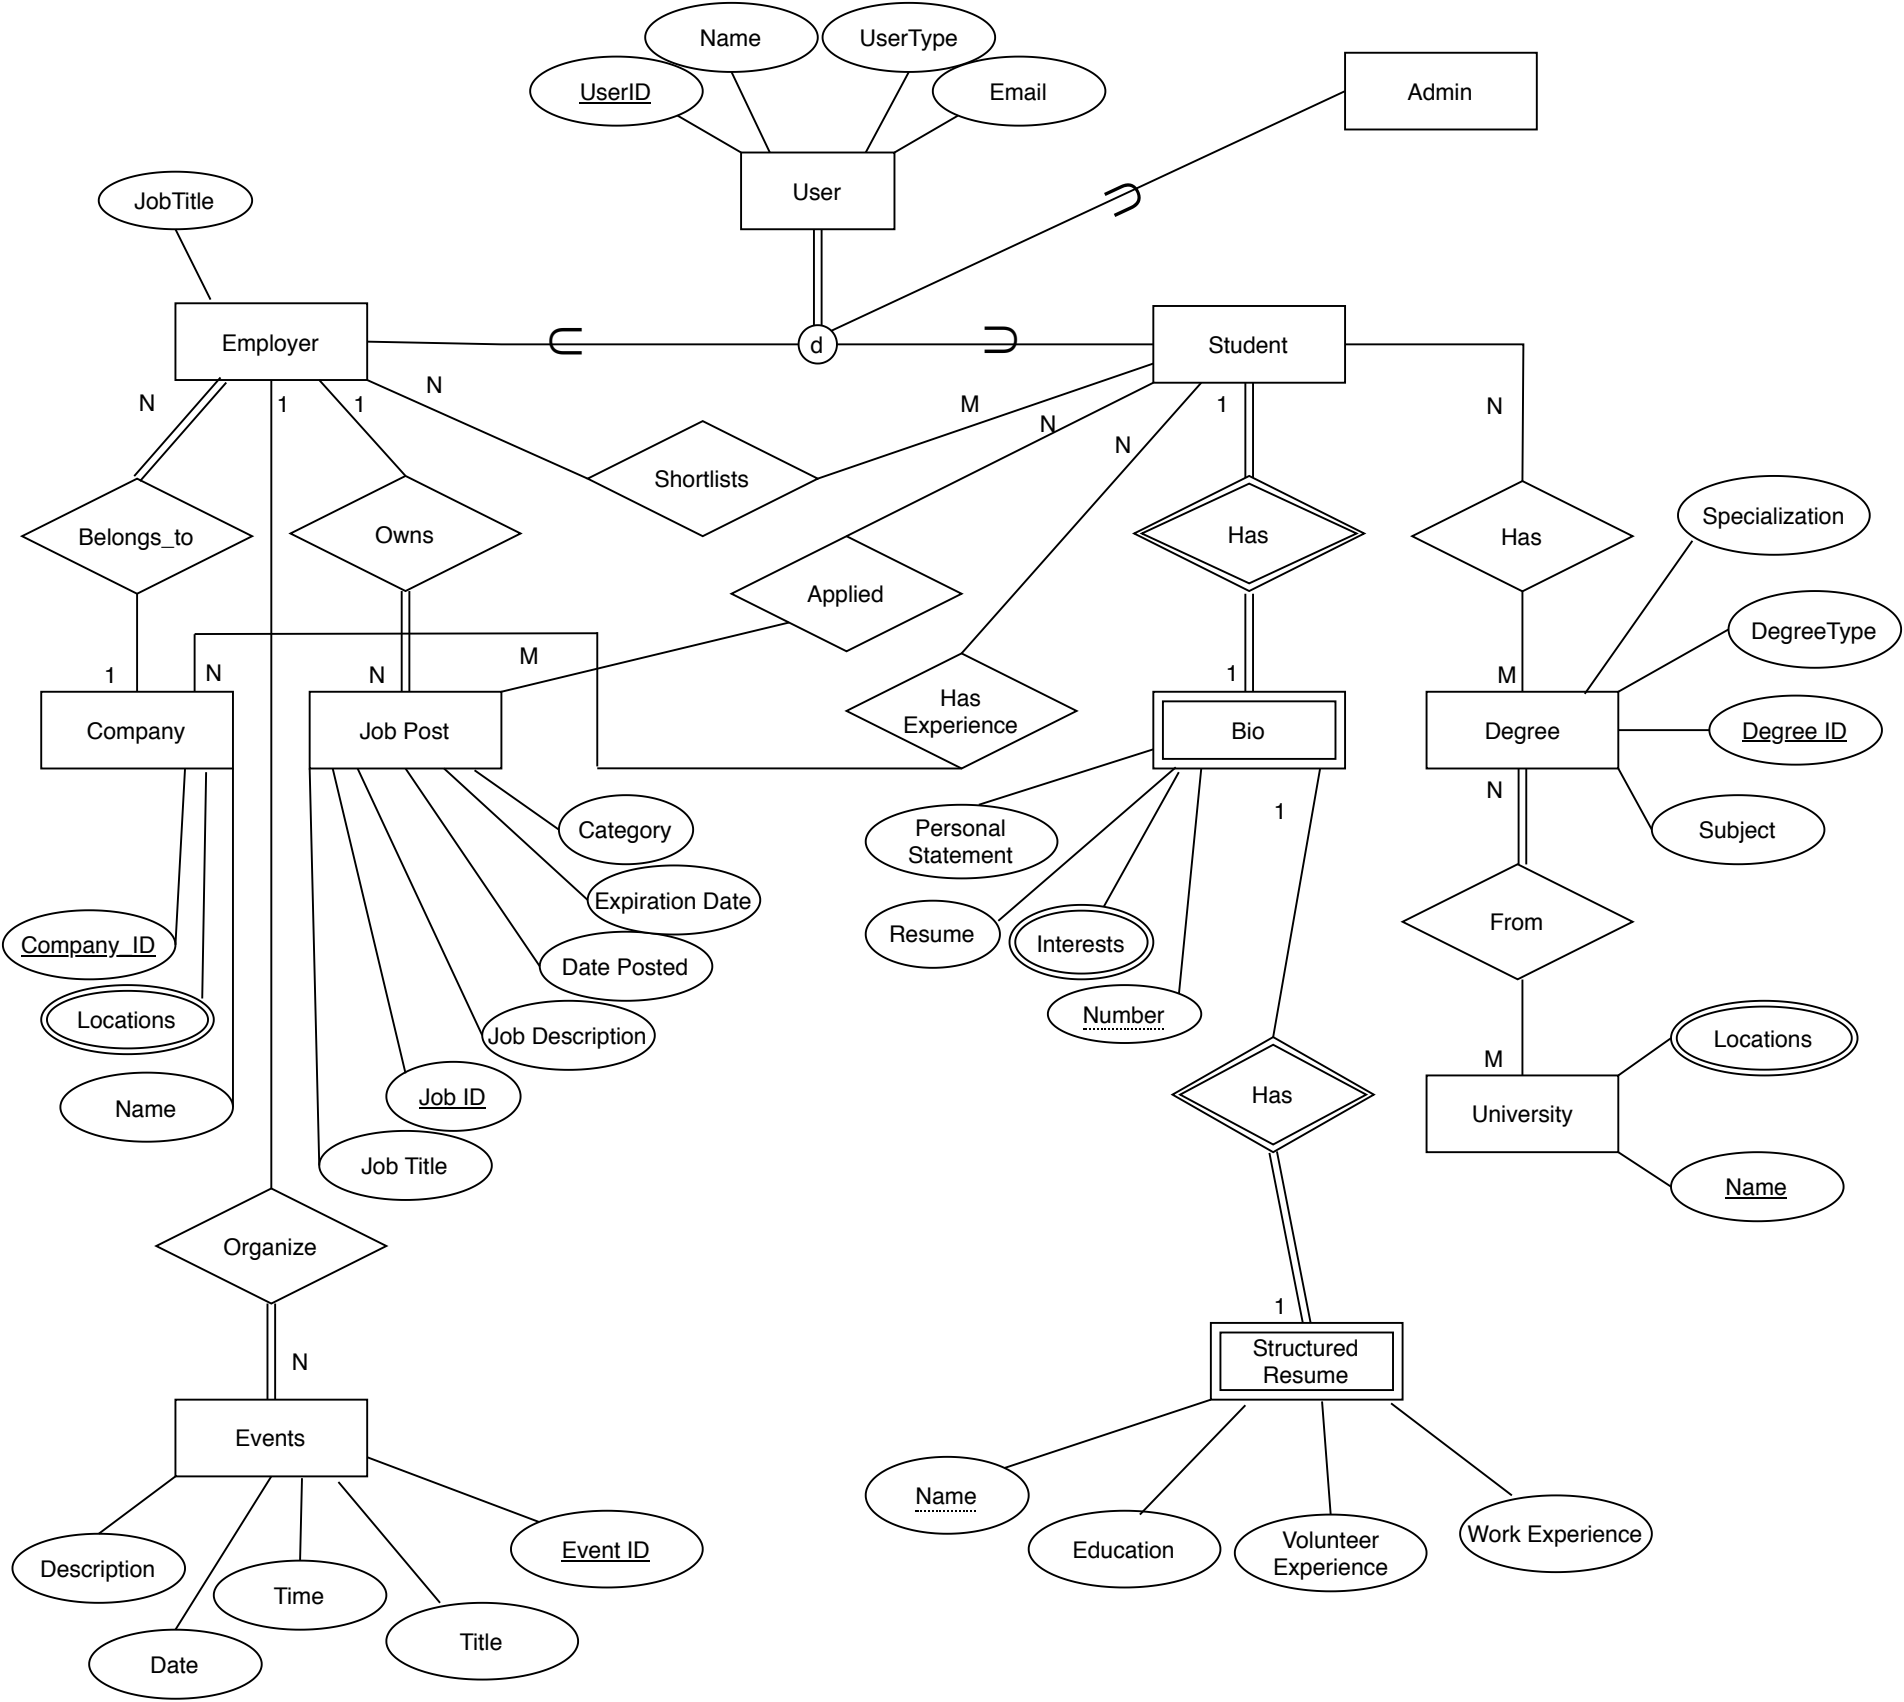 Name
UserType
UserID
Email
Admin
User
JobTitle
Employer
d
Student
N
1
1
N
M
N
N
1
N
Shortlists
Belongs_to
Owns
Has
Has
Specialization
Applied
DegreeType
1
N
N
M
1
M
Company
Job Post
Has
Experience
Bio
Degree
Degree ID
N
1
Category
Personal
Statement
Subject
Expiration Date
Resume
Interests
From
Company_ID
Date Posted
Locations
Number
Job Description
Locations
M
Name
Job ID
Has
University
Job Title
Name
Organize
1
N
Structured
Resume
Events
Name
Event ID
Education
Volunteer
Experience
Work Experience
Description
Time
Title
Date